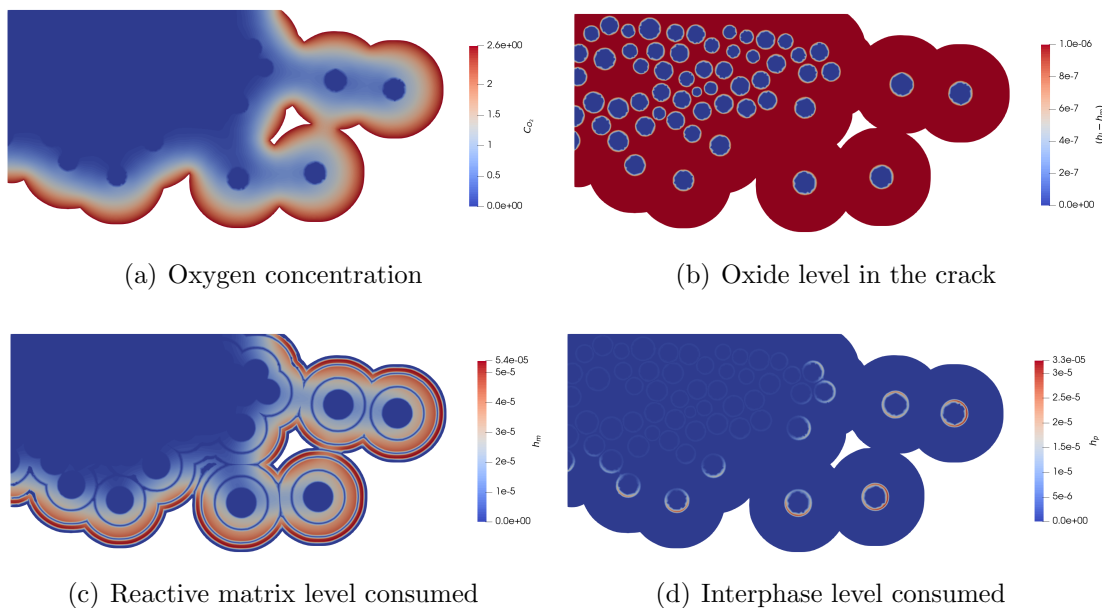 2.6e+00
2
1.5
1
0.5
0.0e+00
C_{O_2}
1.0e-06
8e-7
6e-7
4e-7
2e-7
0.0e+00
(a) Oxygen concentration
(b) Oxide level in the crack
5.4e-05
5e-5
4e-5
3e-5
2e-5
1e-5
0.0e+00
h_m
3.3e-05
3e-5
2.5e-5
2e-5
1.5e-5
1e-5
5e-6
0.0e+00
h_p
(c) Reactive matrix level consumed
(d) Interphase level consumed